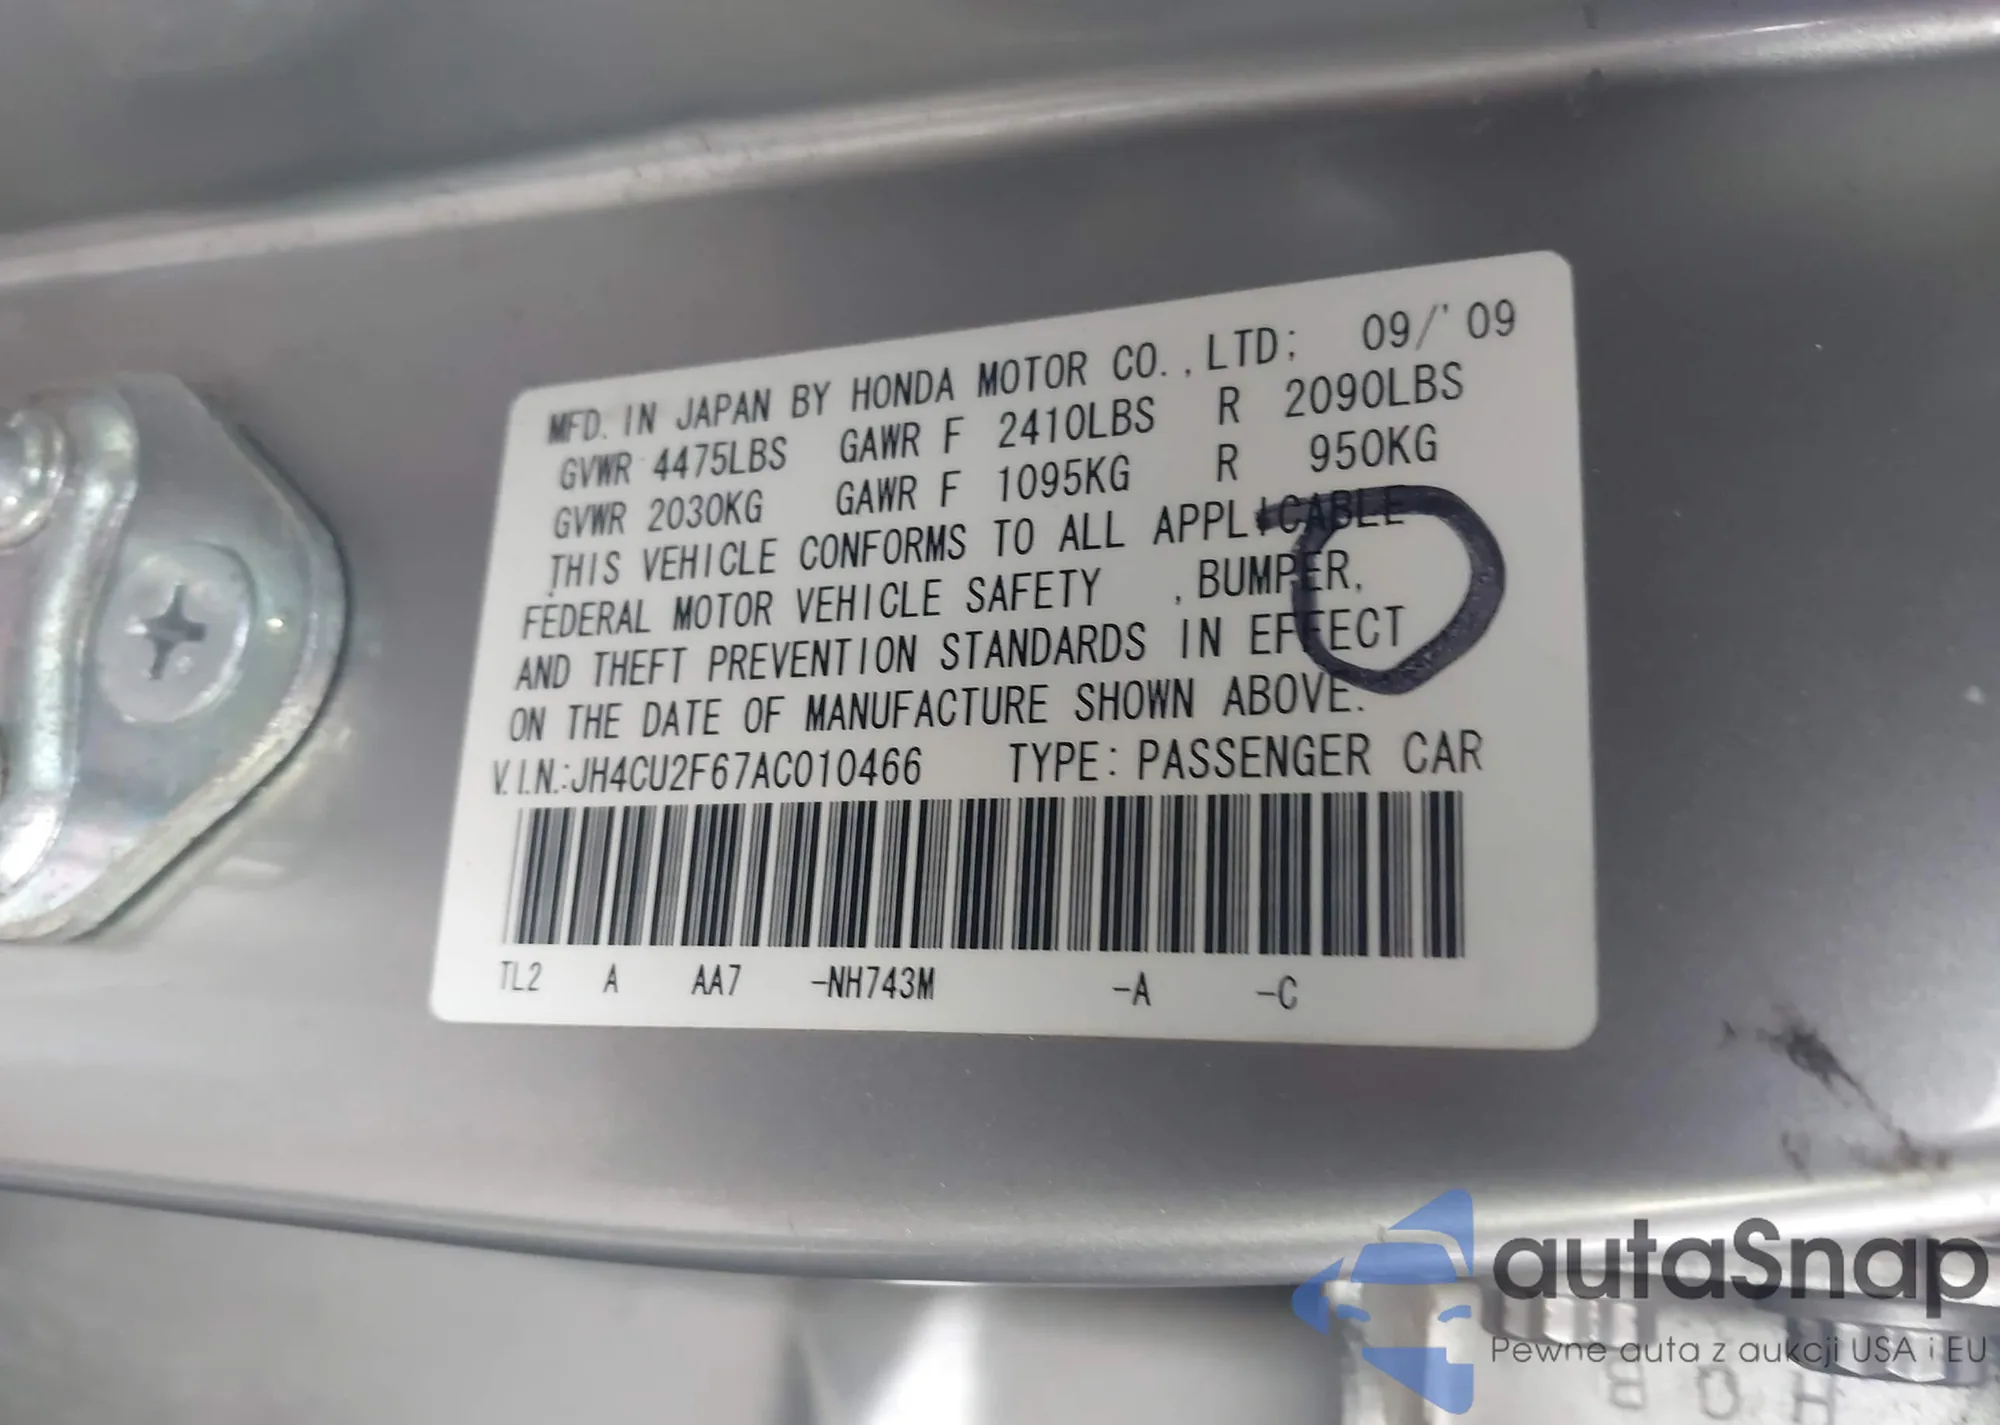 MFD. IN JAPAN BY HONDA MOTOR CO., LTD; 09/'09
GVWR 4475LBS GAWR F 2410LBS R 2090LBS
GVWR 2030KG GAWR F 1095KG R 950KG
THIS VEHICLE CONFORMS TO ALL APPLICABLE
FEDERAL MOTOR VEHICLE SAFETY , BUMPER,
AND THEFT PREVENTION STANDARDS IN EFFECT
ON THE DATE OF MANUFACTURE SHOWN ABOVE.
V.I.N.:JH4CU2F67AC010466 TYPE: PASSENGER CAR
TL2 A AA7 -NH743M -A -C
autaSnap
Pewne auta z aukcji USA i EU